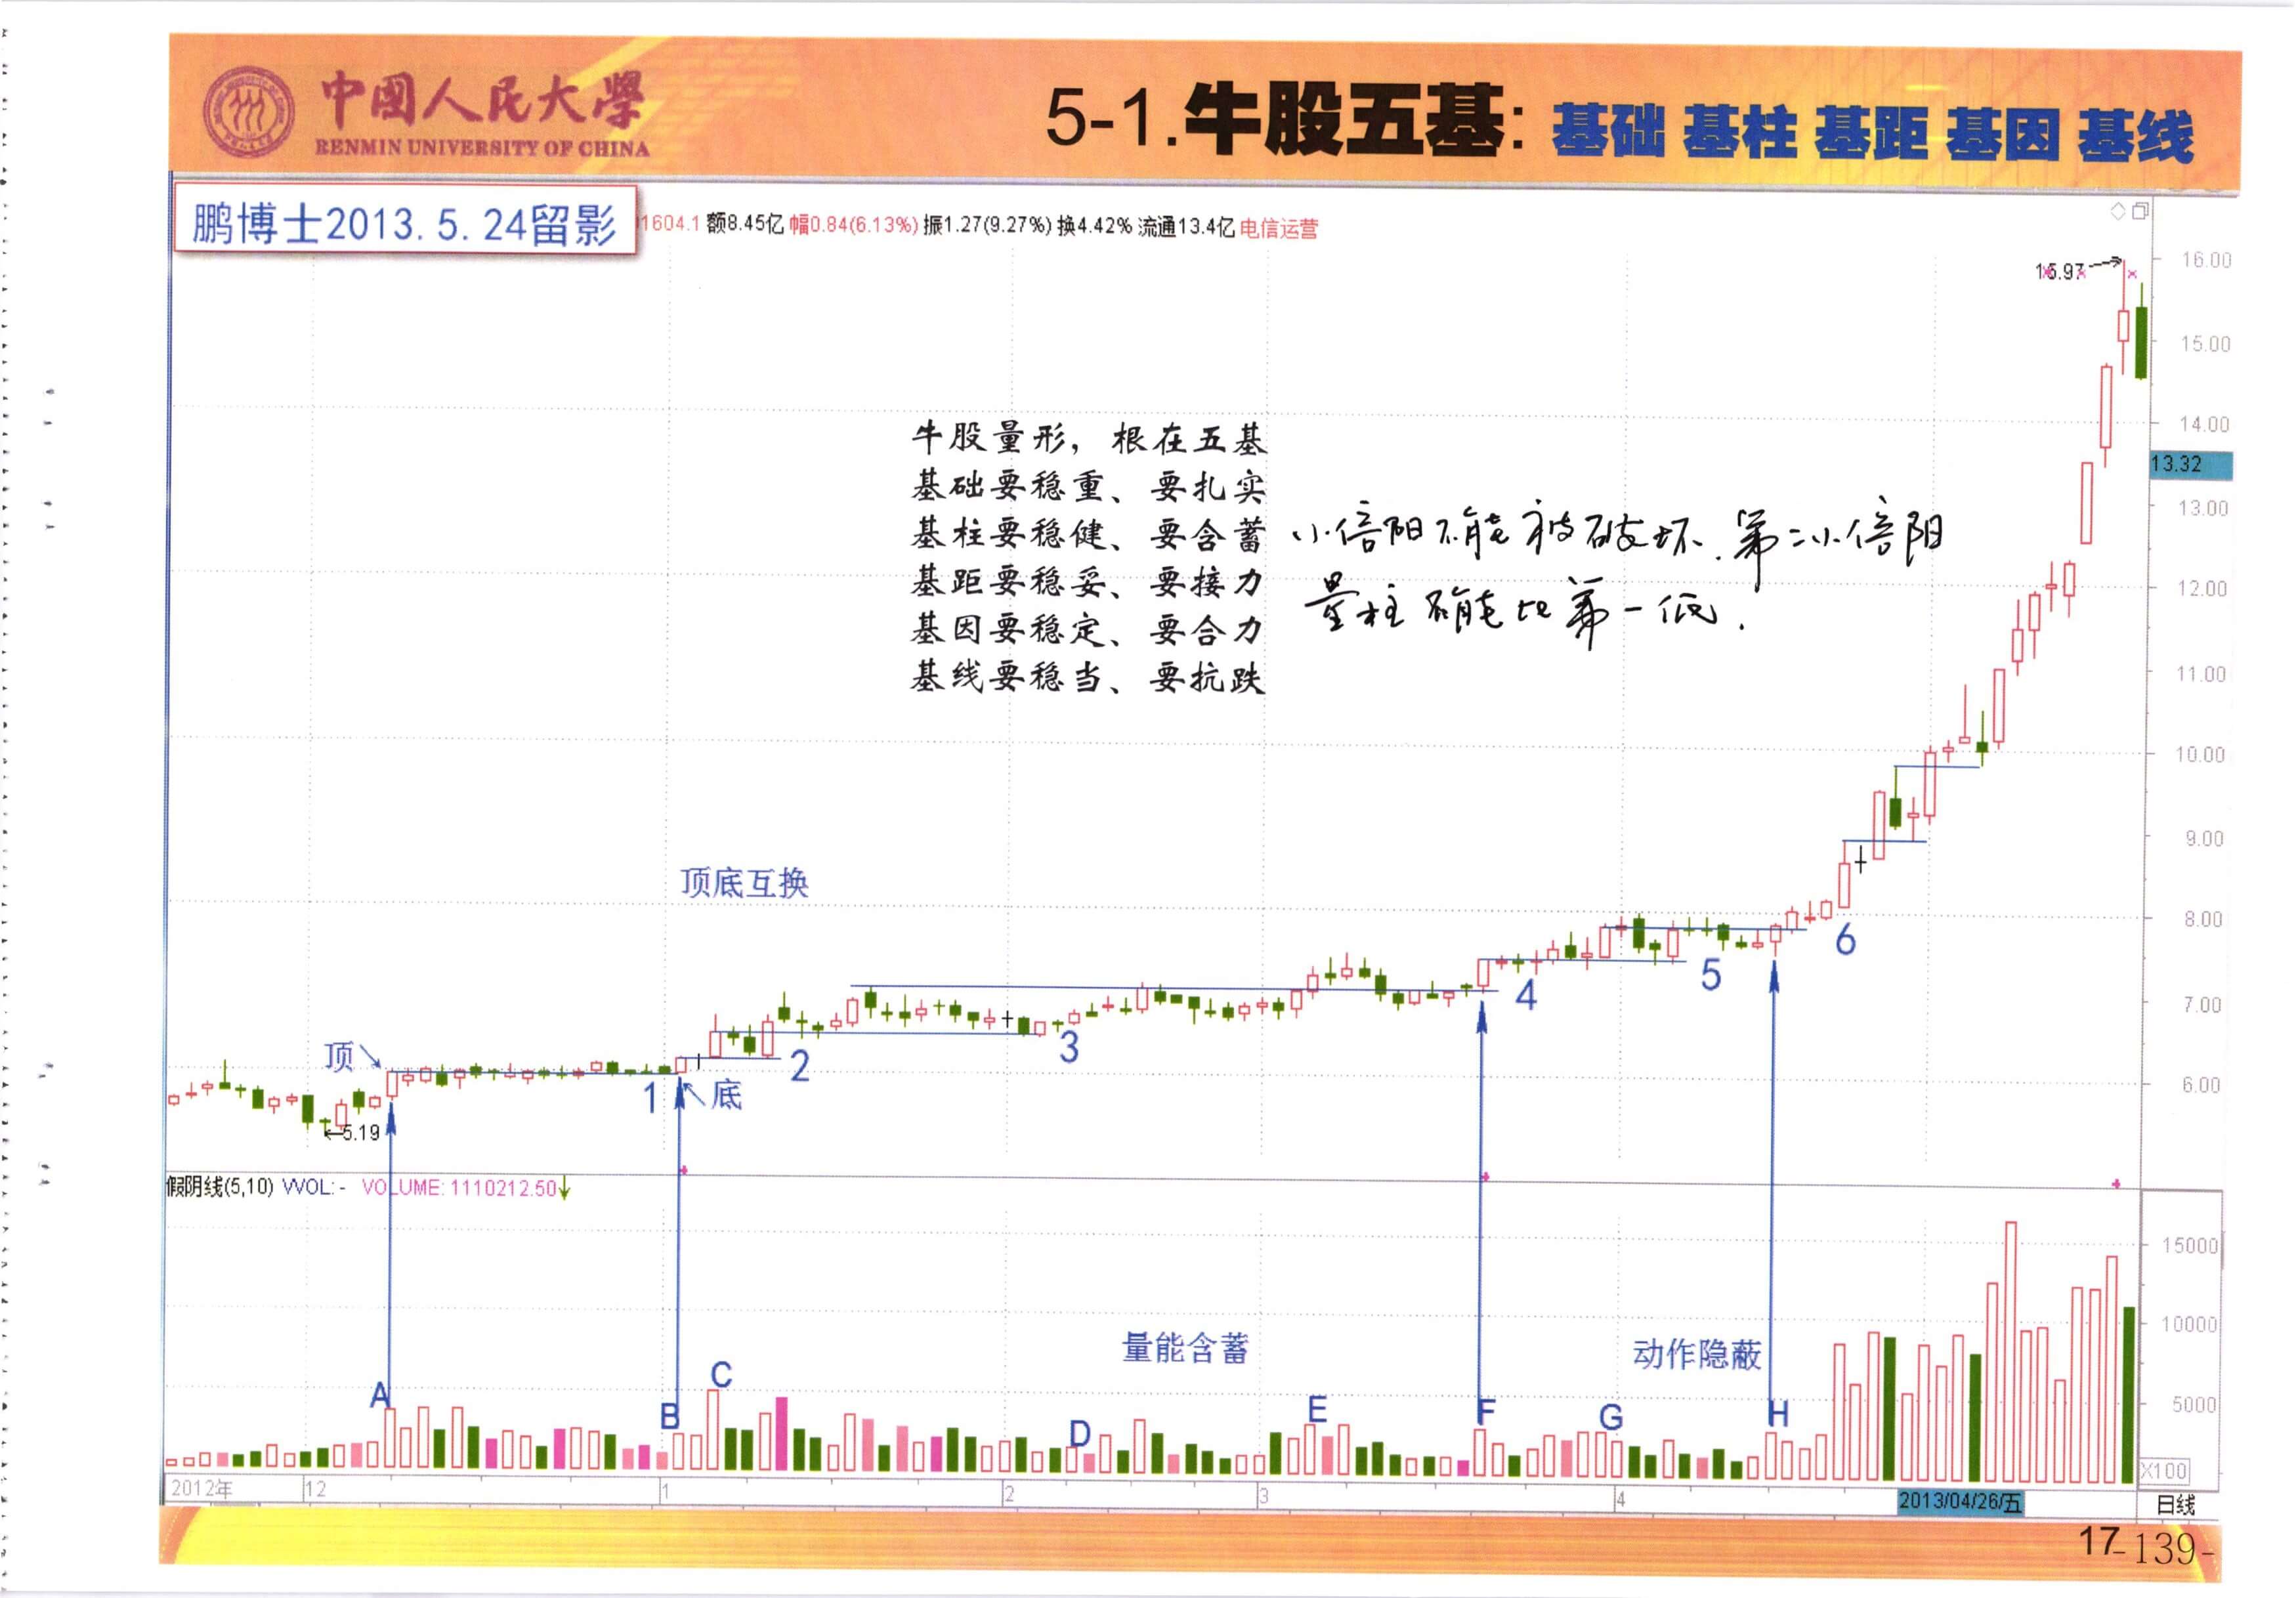 中國人民大學
RENMIN UNIVERSITY OF CHINA
5-1.牛股五基: 基础 基柱 基距 基因 基线
鹏博士2013.5.24留影
1604.1 额8.45亿 幅0.84(6.13%) 振1.27(9.27%) 换4.42% 流通13.4亿 电信运营
15.97
16.00
15.00
14.00
13.32
13.00
12.00
11.00
10.00
9.00
8.00
7.00
6.00
牛股量形，根在五基
基础要稳重、要扎实
基柱要稳健、要含蓄 小倍阳不能被破坏.第二小倍阳
基距要稳妥、要接力 量柱不能比第一低.
基因要稳定、要合力
基线要稳当、要抗跌
顶底互换
顶
底
1
2
3
4
5
6
←5.19
假阴线(5,10) VVOL:- VOLUME:1110212.50↓
量能含蓄
动作隐蔽
A
B
C
D
E
F
G
H
15000
10000
5000
X100
2012年 12 1 2 3 4 2013/04/26/五 日线
17
-139-